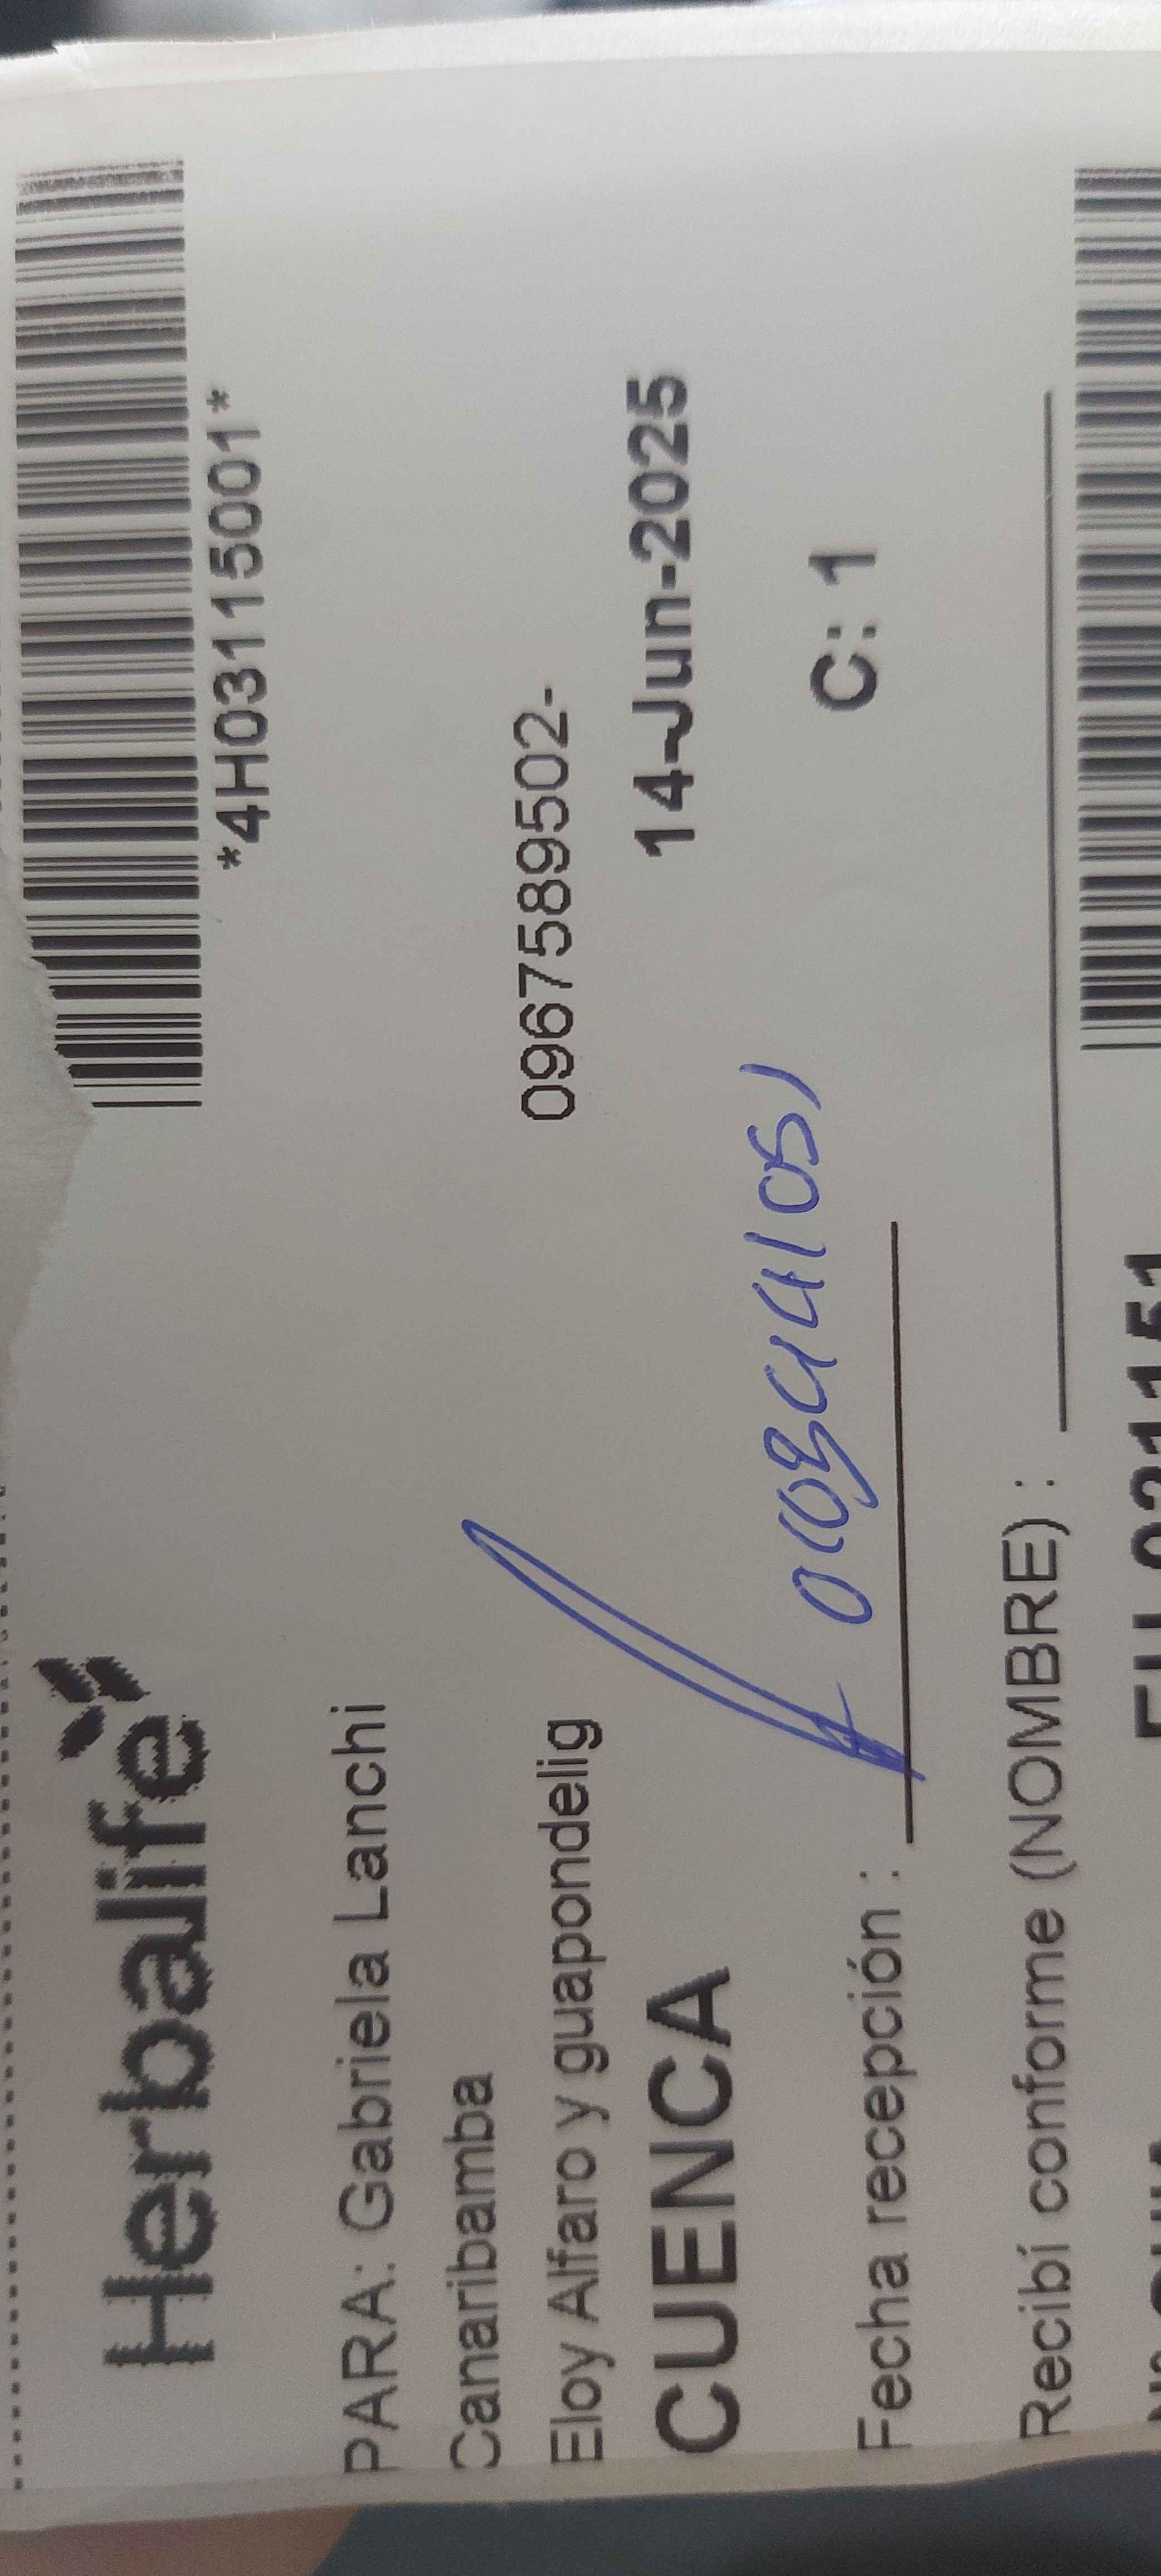 Herbalife
*4H03115001*
PARA: Gabriela Lanchi
Canaribamba
Eloy Alfaro y guapondelig
0967589502-
CUENCA
14-Jun-2025
Fecha recepción :
C: 1
Recibí conforme (NOMBRE) :